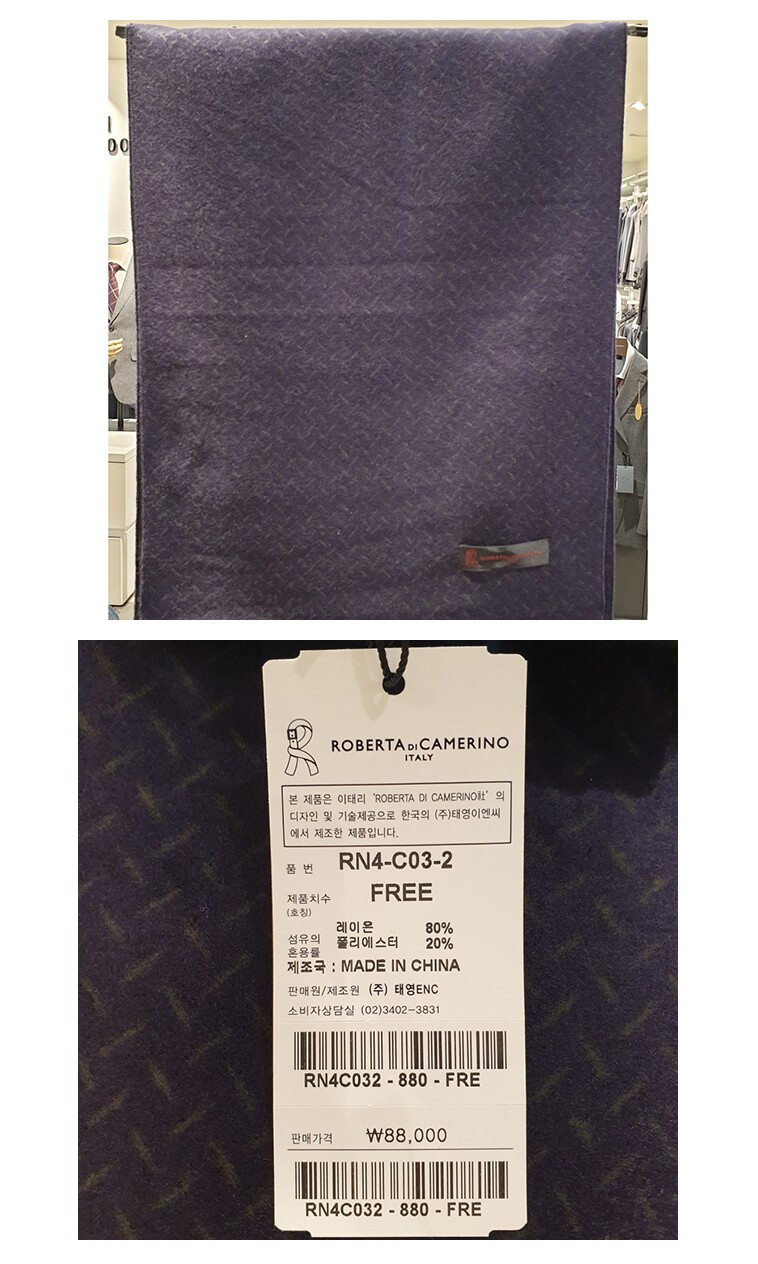 ROBERTA DI CAMERINO
ITALY
본 제품은 이태리 'ROBERTA DI CAMERINO社' 의
디자인 및 기술제공으로 한국의 (주)태영이엔씨
에서 제조한 제품입니다.
품 번 RN4-C03-2
제품치수 FREE
(호칭)
섬유의 레이온 80%
혼용률 폴리에스터 20%
제조국 : MADE IN CHINA
판매원/제조원 (주) 태영ENC
소비자상담실 (02)3402-3831
RN4C032 - 880 - FRE
판매가격 ₩88,000
RN4C032 - 880 - FRE